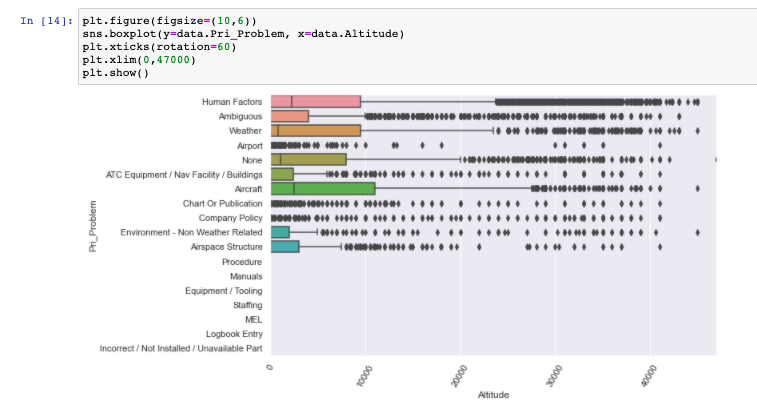 In [14]: plt.figure(figsize=(10,6))
sns.boxplot(y=data.Pri_Problem, x=data.Altitude)
plt.xticks(rotation=60)
plt.xlim(0,47000)
plt.show()
Human Factors
Ambiguous
Weather
Airport
None
ATC Equipment / Nav Facility / Buildings
Aircraft
Chart Or Publication
Company Policy
Environment - Non Weather Related
Airspace Structure
Procedure
Manuals
Equipment / Tooling
Staffing
MEL
Logbook Entry
Incorrect / Not Installed / Unavailable Part
Pri_Problem
0 10000 20000 30000 40000
Altitude